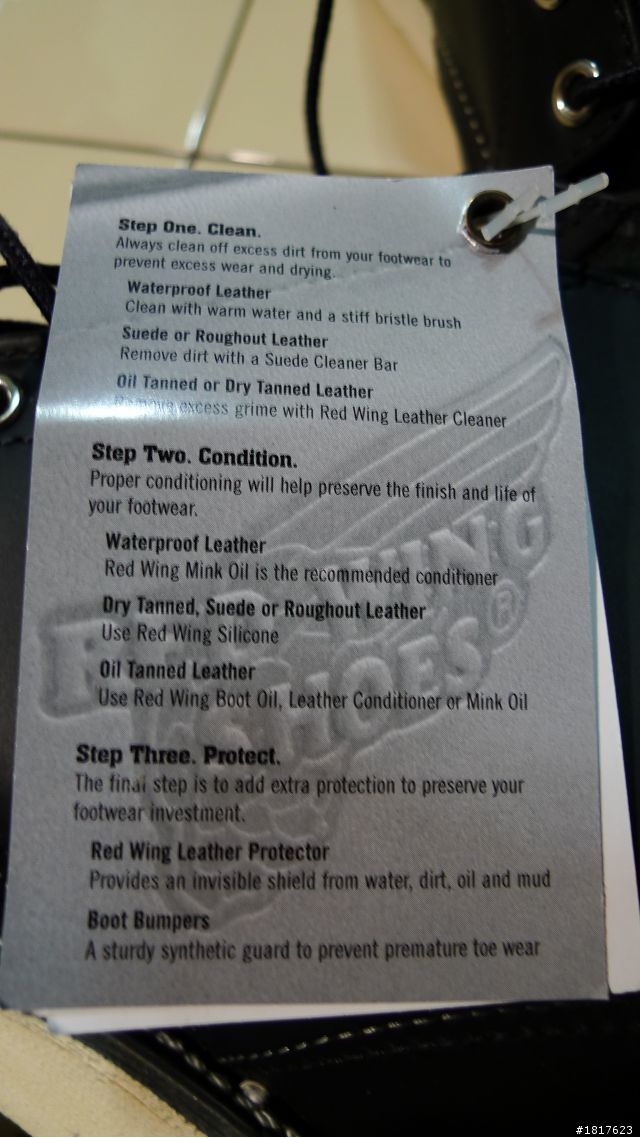 Step One. Clean.
Always clean off excess dirt from your footwear to
prevent excess wear and drying.
Waterproof Leather
Clean with warm water and a stiff bristle brush
Suede or Roughout Leather
Remove dirt with a Suede Cleaner Bar
Oil Tanned or Dry Tanned Leather
Remove excess grime with Red Wing Leather Cleaner
Step Two. Condition.
Proper conditioning will help preserve the finish and life of
your footwear.
Waterproof Leather
Red Wing Mink Oil is the recommended conditioner
Dry Tanned, Suede or Roughout Leather
Use Red Wing Silicone
Oil Tanned Leather
Use Red Wing Boot Oil, Leather Conditioner or Mink Oil
Step Three. Protect.
The final step is to add extra protection to preserve your
footwear investment.
Red Wing Leather Protector
Provides an invisible shield from water, dirt, oil and mud
Boot Bumpers
A sturdy synthetic guard to prevent premature toe wear
RED WING
SHOES®
#1817623